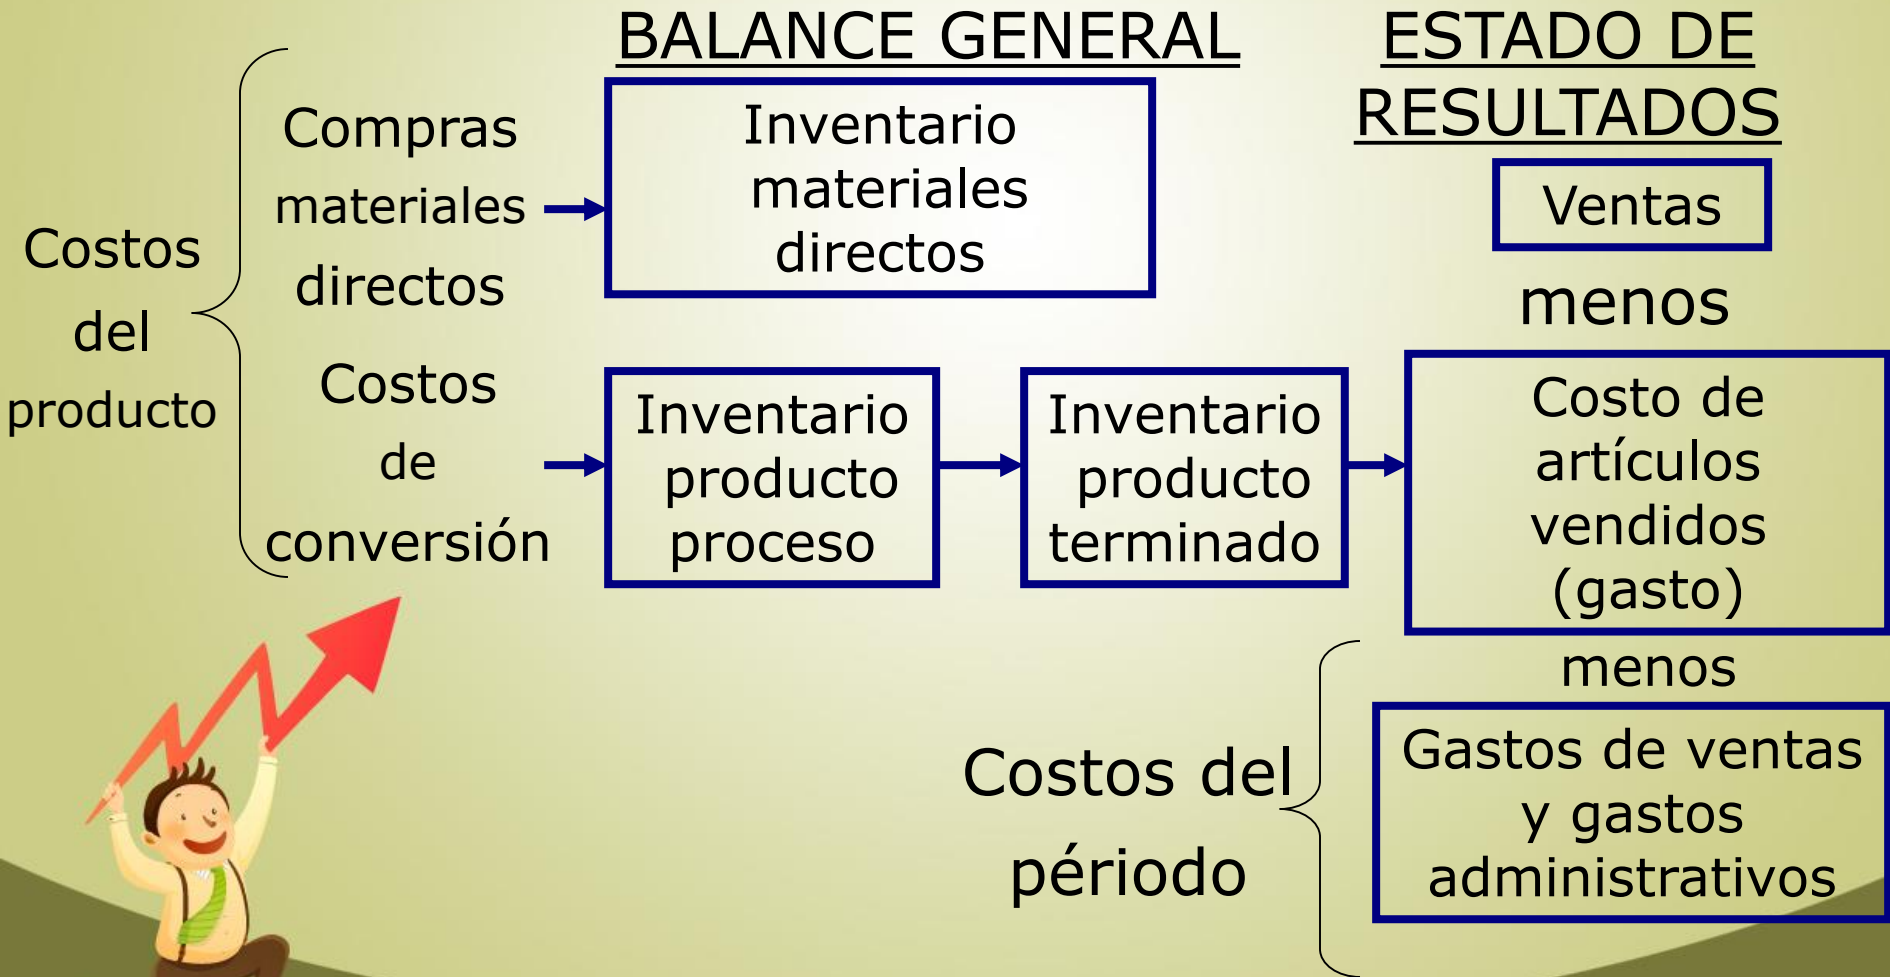 BALANCE GENERAL
ESTADO DE
RESULTADOS
Costos
del
producto
Compras
materiales
directos
Inventario
materiales
directos
Ventas
menos
Costos
de
conversión
Inventario
producto
proceso
Inventario
producto
terminado
Costo de
artículos
vendidos
(gasto)
menos
Costos del
périodo
Gastos de ventas
y gastos
administrativos